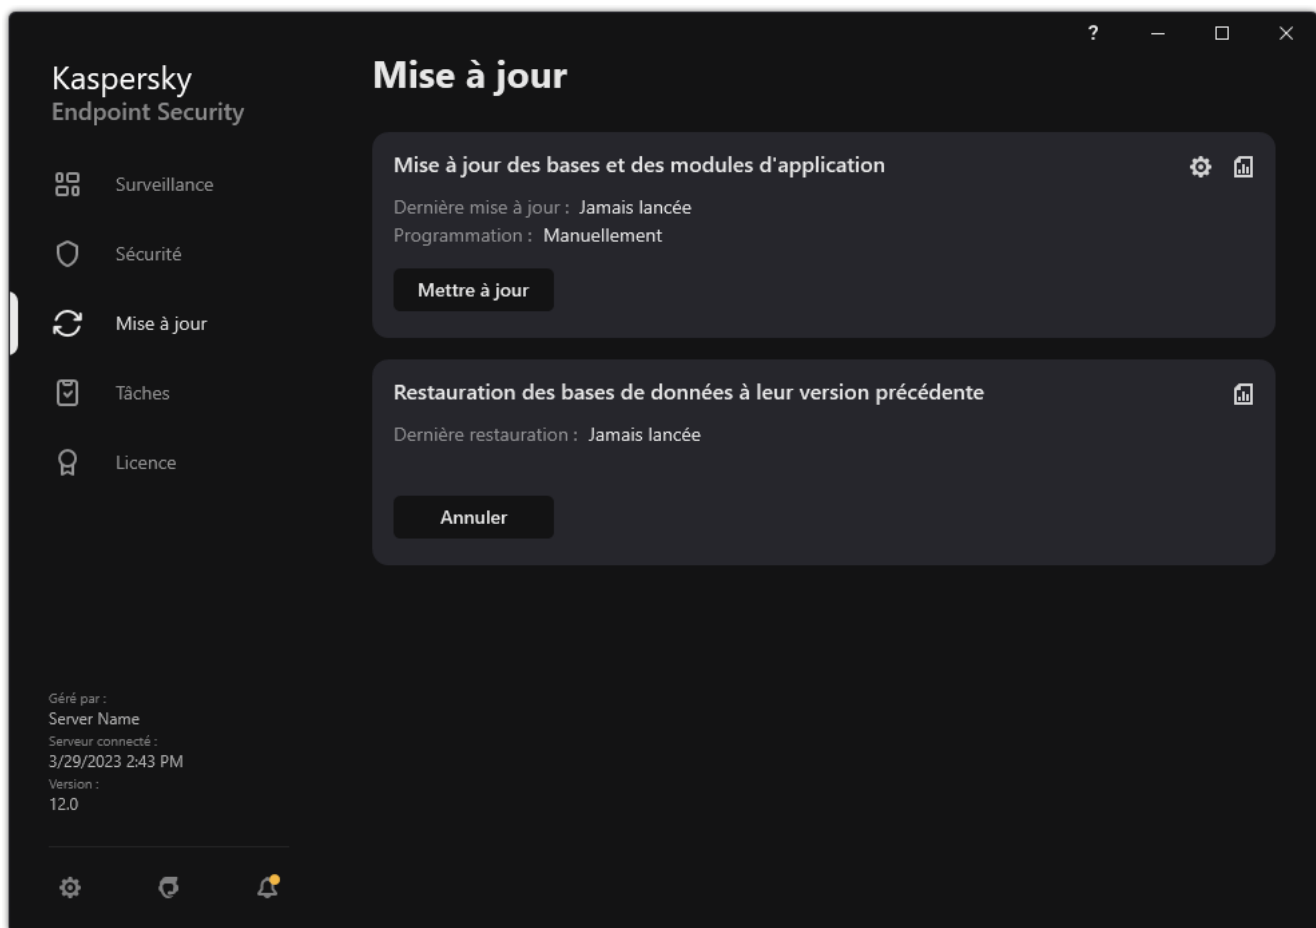 ?
Kaspersky
Endpoint Security
Surveillance
Sécurité
Mise à jour
Tâches
Licence
Géré par :
Server Name
Serveur connecté :
3/29/2023 2:43 PM
Version :
12.0
Mise à jour
Mise à jour des bases et des modules d'application
Dernière mise à jour : Jamais lancée
Programmation : Manuellement
Mettre à jour
Restauration des bases de données à leur version précédente
Dernière restauration : Jamais lancée
Annuler